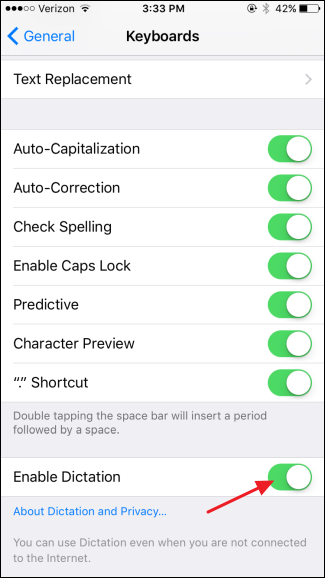 Verizon 3:33 PM 42%
General Keyboards
Text Replacement
Auto-Capitalization
Auto-Correction
Check Spelling
Enable Caps Lock
Predictive
Character Preview
“.” Shortcut
Double tapping the space bar will insert a period
followed by a space.
Enable Dictation
About Dictation and Privacy...
You can use Dictation even when you are not connected
to the Internet.